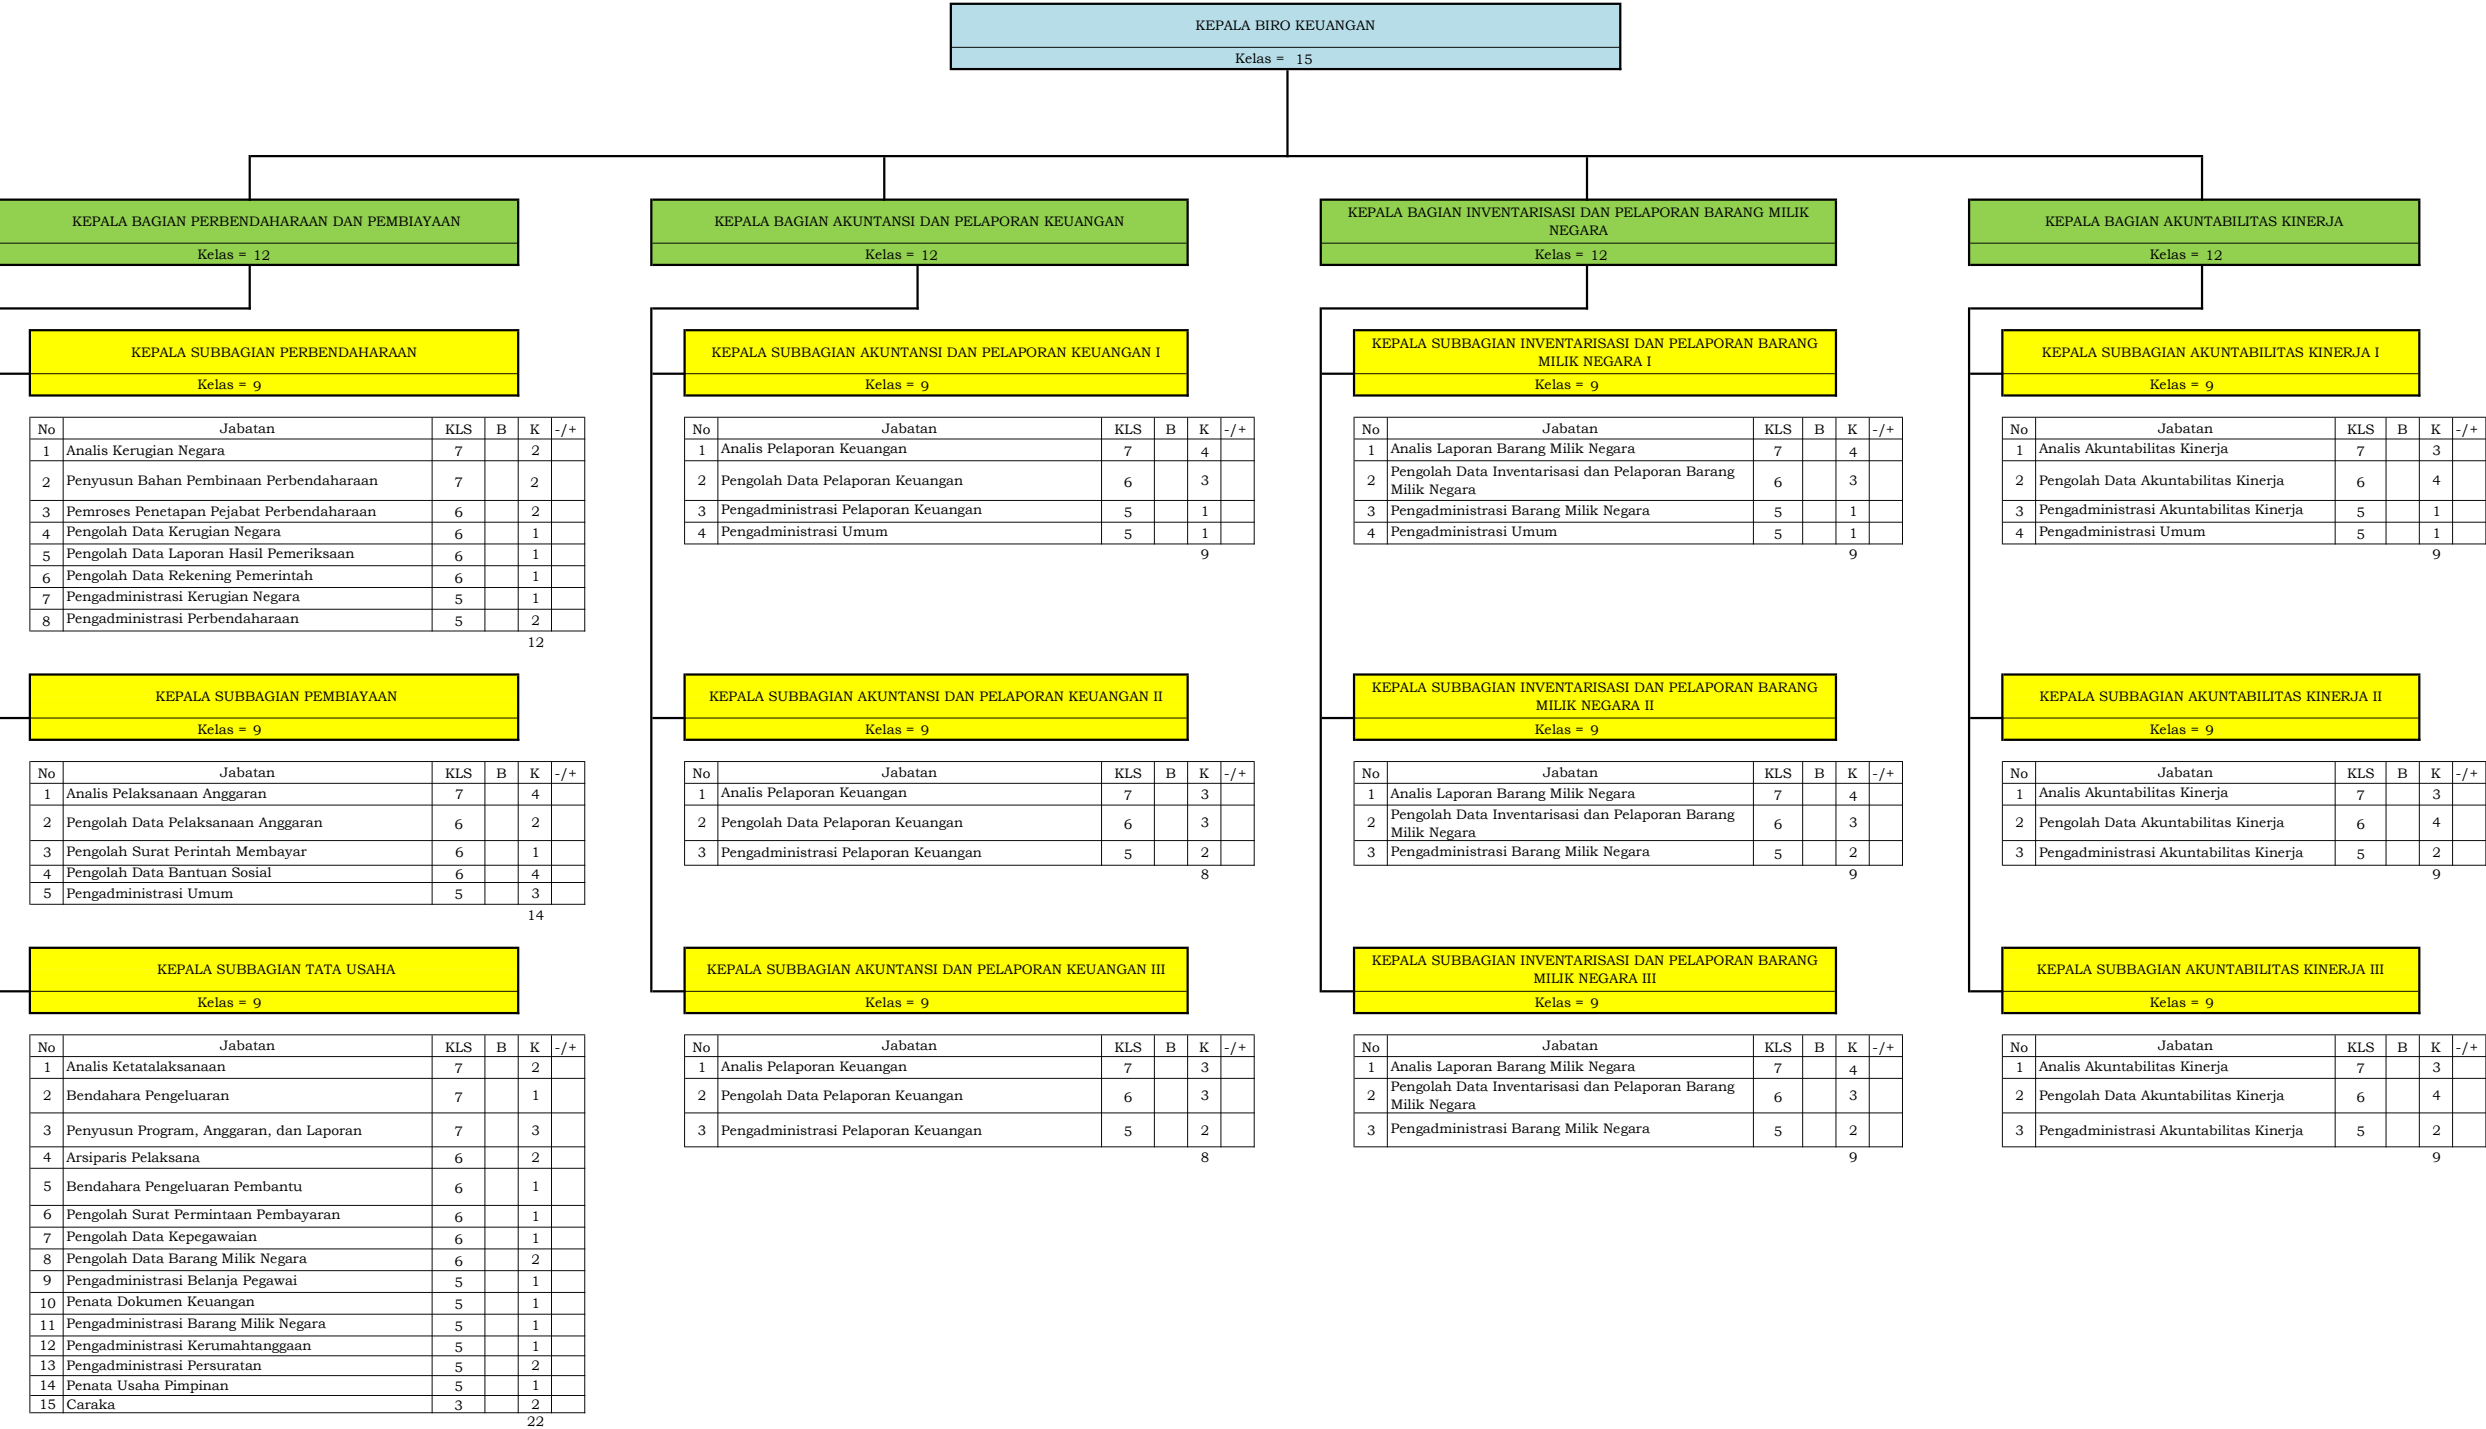 KEPALA BIRO KEUANGAN
Kelas = 15
KEPALA BAGIAN PERBENDAHARAAN DAN PEMBIAYAAN
Kelas = 12
KEPALA SUBBAGIAN PERBENDAHARAAN
Kelas = 9
No Jabatan KLS B K -/+
1 Analis Kerugian Negara 7 2
2 Penyusun Bahan Pembinaan Perbendaharaan 7 2
3 Pemroses Penetapan Pejabat Perbendaharaan 6 2
4 Pengolah Data Kerugian Negara 6 1
5 Pengolah Data Laporan Hasil Pemeriksaan 6 1
6 Pengolah Data Rekening Pemerintah 6 1
7 Pengadministrasi Kerugian Negara 5 1
8 Pengadministrasi Perbendaharaan 5 2
12
KEPALA SUBBAGIAN PEMBIAYAAN
Kelas = 9
No Jabatan KLS B K -/+
1 Analis Pelaksanaan Anggaran 7 4
2 Pengolah Data Pelaksanaan Anggaran 6 2
3 Pengolah Surat Perintah Membayar 6 1
4 Pengolah Data Bantuan Sosial 6 4
5 Pengadministrasi Umum 5 3
14
KEPALA SUBBAGIAN TATA USAHA
Kelas = 9
No Jabatan KLS B K -/+
1 Analis Ketatalaksanaan 7 2
2 Bendahara Pengeluaran 7 1
3 Penyusun Program, Anggaran, dan Laporan 7 3
4 Arsiparis Pelaksana 6 2
5 Bendahara Pengeluaran Pembantu 6 1
6 Pengolah Surat Permintaan Pembayaran 6 1
7 Pengolah Data Kepegawaian 6 1
8 Pengolah Data Barang Milik Negara 6 2
9 Pengadministrasi Belanja Pegawai 5 1
10 Penata Dokumen Keuangan 5 1
11 Pengadministrasi Barang Milik Negara 5 1
12 Pengadministrasi Kerumahtanggaan 5 1
13 Pengadministrasi Persuratan 5 2
14 Penata Usaha Pimpinan 5 1
15 Caraka 3 2
22
KEPALA BAGIAN AKUNTANSI DAN PELAPORAN KEUANGAN
Kelas = 12
KEPALA SUBBAGIAN AKUNTANSI DAN PELAPORAN KEUANGAN I
Kelas = 9
No Jabatan KLS B K -/+
1 Analis Pelaporan Keuangan 7 4
2 Pengolah Data Pelaporan Keuangan 6 3
3 Pengadministrasi Pelaporan Keuangan 5 1
4 Pengadministrasi Umum 5 1
9
KEPALA SUBBAGIAN AKUNTANSI DAN PELAPORAN KEUANGAN II
Kelas = 9
No Jabatan KLS B K -/+
1 Analis Pelaporan Keuangan 7 3
2 Pengolah Data Pelaporan Keuangan 6 3
3 Pengadministrasi Pelaporan Keuangan 5 2
8
KEPALA SUBBAGIAN AKUNTANSI DAN PELAPORAN KEUANGAN III
Kelas = 9
No Jabatan KLS B K -/+
1 Analis Pelaporan Keuangan 7 3
2 Pengolah Data Pelaporan Keuangan 6 3
3 Pengadministrasi Pelaporan Keuangan 5 2
8
KEPALA BAGIAN INVENTARISASI DAN PELAPORAN BARANG MILIK
NEGARA
Kelas = 12
KEPALA SUBBAGIAN INVENTARISASI DAN PELAPORAN BARANG
MILIK NEGARA I
Kelas = 9
No Jabatan KLS B K -/+
1 Analis Laporan Barang Milik Negara 7 4
2 Pengolah Data Inventarisasi dan Pelaporan Barang
Milik Negara 6 3
3 Pengadministrasi Barang Milik Negara 5 1
4 Pengadministrasi Umum 5 1
9
KEPALA SUBBAGIAN INVENTARISASI DAN PELAPORAN BARANG
MILIK NEGARA II
Kelas = 9
No Jabatan KLS B K -/+
1 Analis Laporan Barang Milik Negara 7 4
2 Pengolah Data Inventarisasi dan Pelaporan Barang
Milik Negara 6 3
3 Pengadministrasi Barang Milik Negara 5 2
9
KEPALA SUBBAGIAN INVENTARISASI DAN PELAPORAN BARANG
MILIK NEGARA III
Kelas = 9
No Jabatan KLS B K -/+
1 Analis Laporan Barang Milik Negara 7 4
2 Pengolah Data Inventarisasi dan Pelaporan Barang
Milik Negara 6 3
3 Pengadministrasi Barang Milik Negara 5 2
9
KEPALA BAGIAN AKUNTABILITAS KINERJA
Kelas = 12
KEPALA SUBBAGIAN AKUNTABILITAS KINERJA I
Kelas = 9
No Jabatan KLS B K -/+
1 Analis Akuntabilitas Kinerja 7 3
2 Pengolah Data Akuntabilitas Kinerja 6 4
3 Pengadministrasi Akuntabilitas Kinerja 5 1
4 Pengadministrasi Umum 5 1
9
KEPALA SUBBAGIAN AKUNTABILITAS KINERJA II
Kelas = 9
No Jabatan KLS B K -/+
1 Analis Akuntabilitas Kinerja 7 3
2 Pengolah Data Akuntabilitas Kinerja 6 4
3 Pengadministrasi Akuntabilitas Kinerja 5 2
9
KEPALA SUBBAGIAN AKUNTABILITAS KINERJA III
Kelas = 9
No Jabatan KLS B K -/+
1 Analis Akuntabilitas Kinerja 7 3
2 Pengolah Data Akuntabilitas Kinerja 6 4
3 Pengadministrasi Akuntabilitas Kinerja 5 2
9